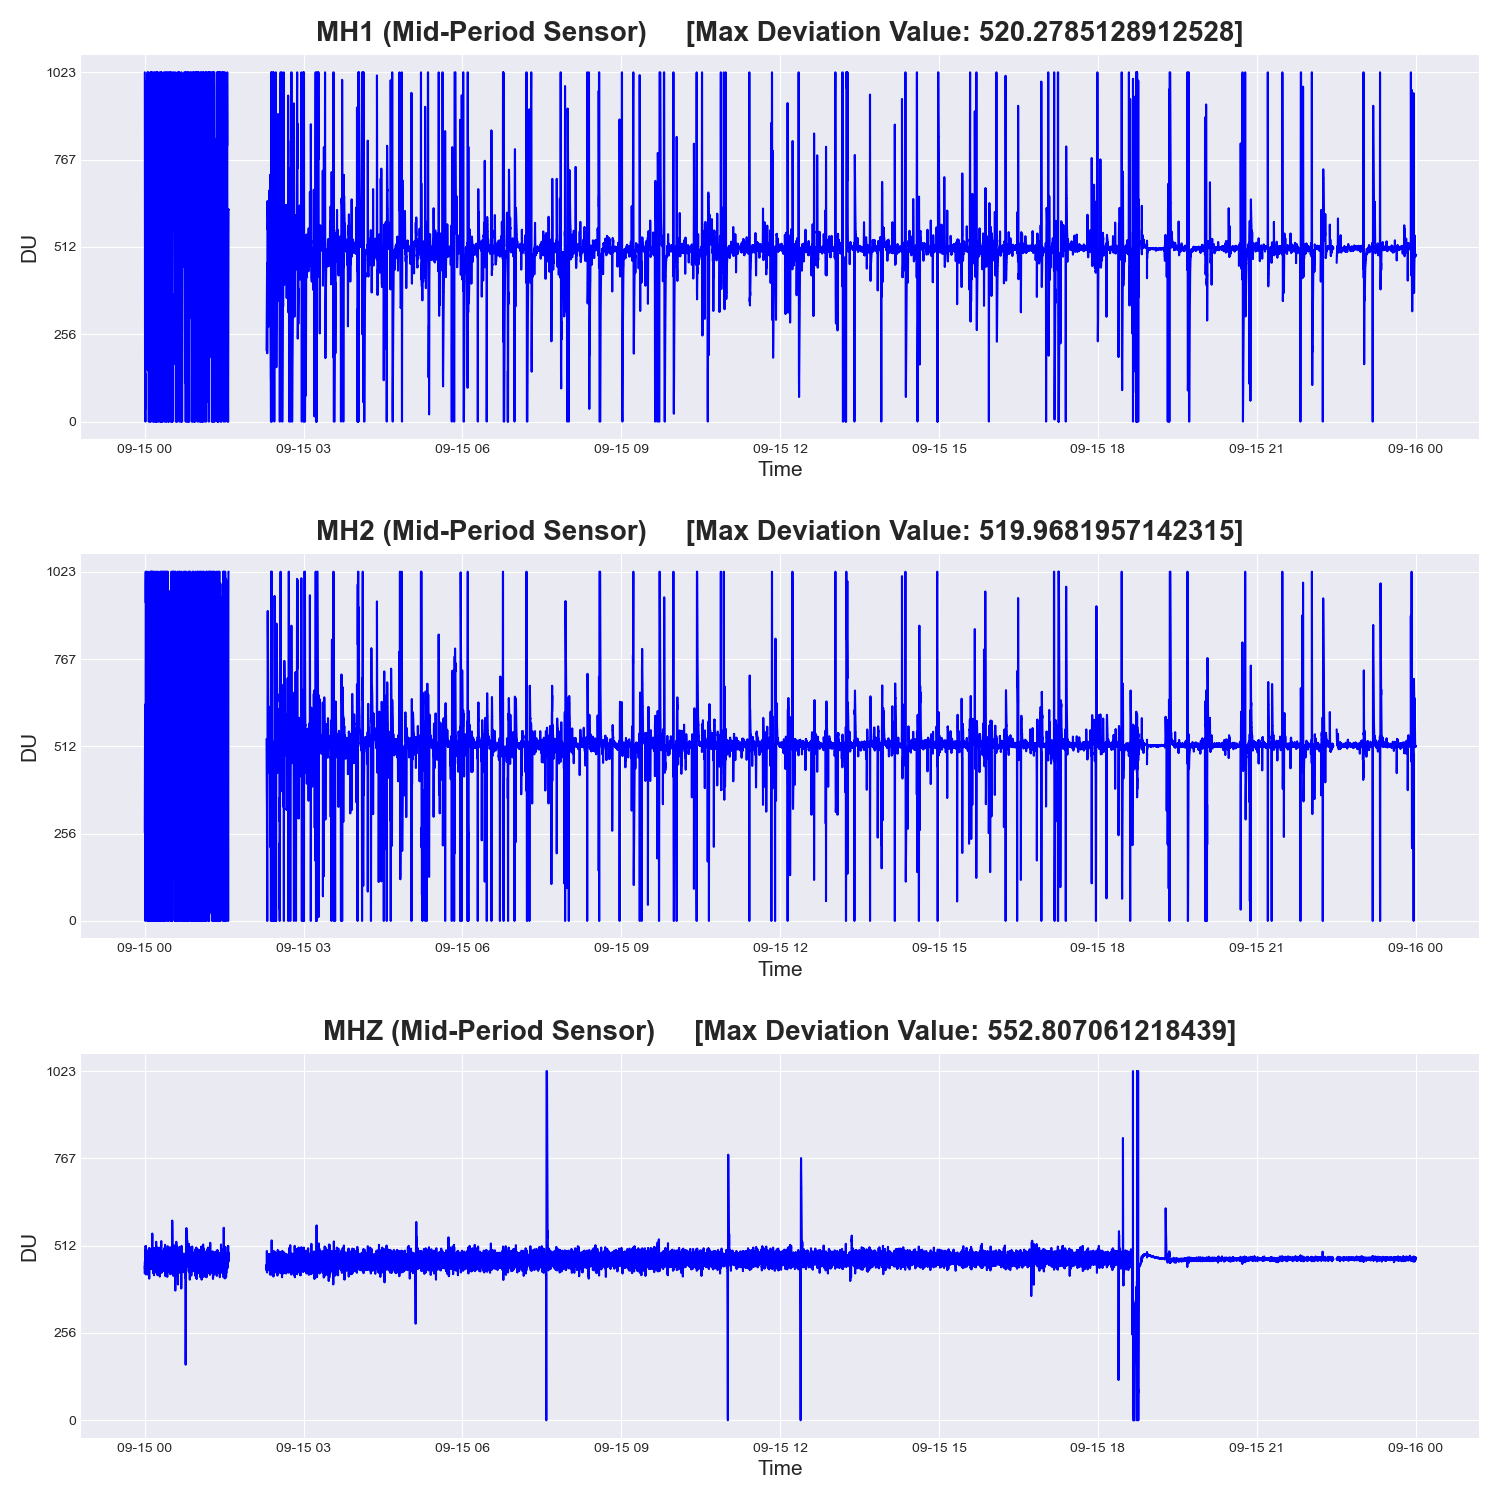 MH1 (Mid-Period Sensor) [Max Deviation Value: 520.2785128912528]
1023
767
512
256
0
DU
09-15 00 09-15 03 09-15 06 09-15 09 09-15 12 09-15 15 09-15 18 09-15 21 09-16 00
Time
MH2 (Mid-Period Sensor) [Max Deviation Value: 519.9681957142315]
1023
767
512
256
0
DU
09-15 00 09-15 03 09-15 06 09-15 09 09-15 12 09-15 15 09-15 18 09-15 21 09-16 00
Time
MHZ (Mid-Period Sensor) [Max Deviation Value: 552.807061218439]
1023
767
512
256
0
DU
09-15 00 09-15 03 09-15 06 09-15 09 09-15 12 09-15 15 09-15 18 09-15 21 09-16 00
Time